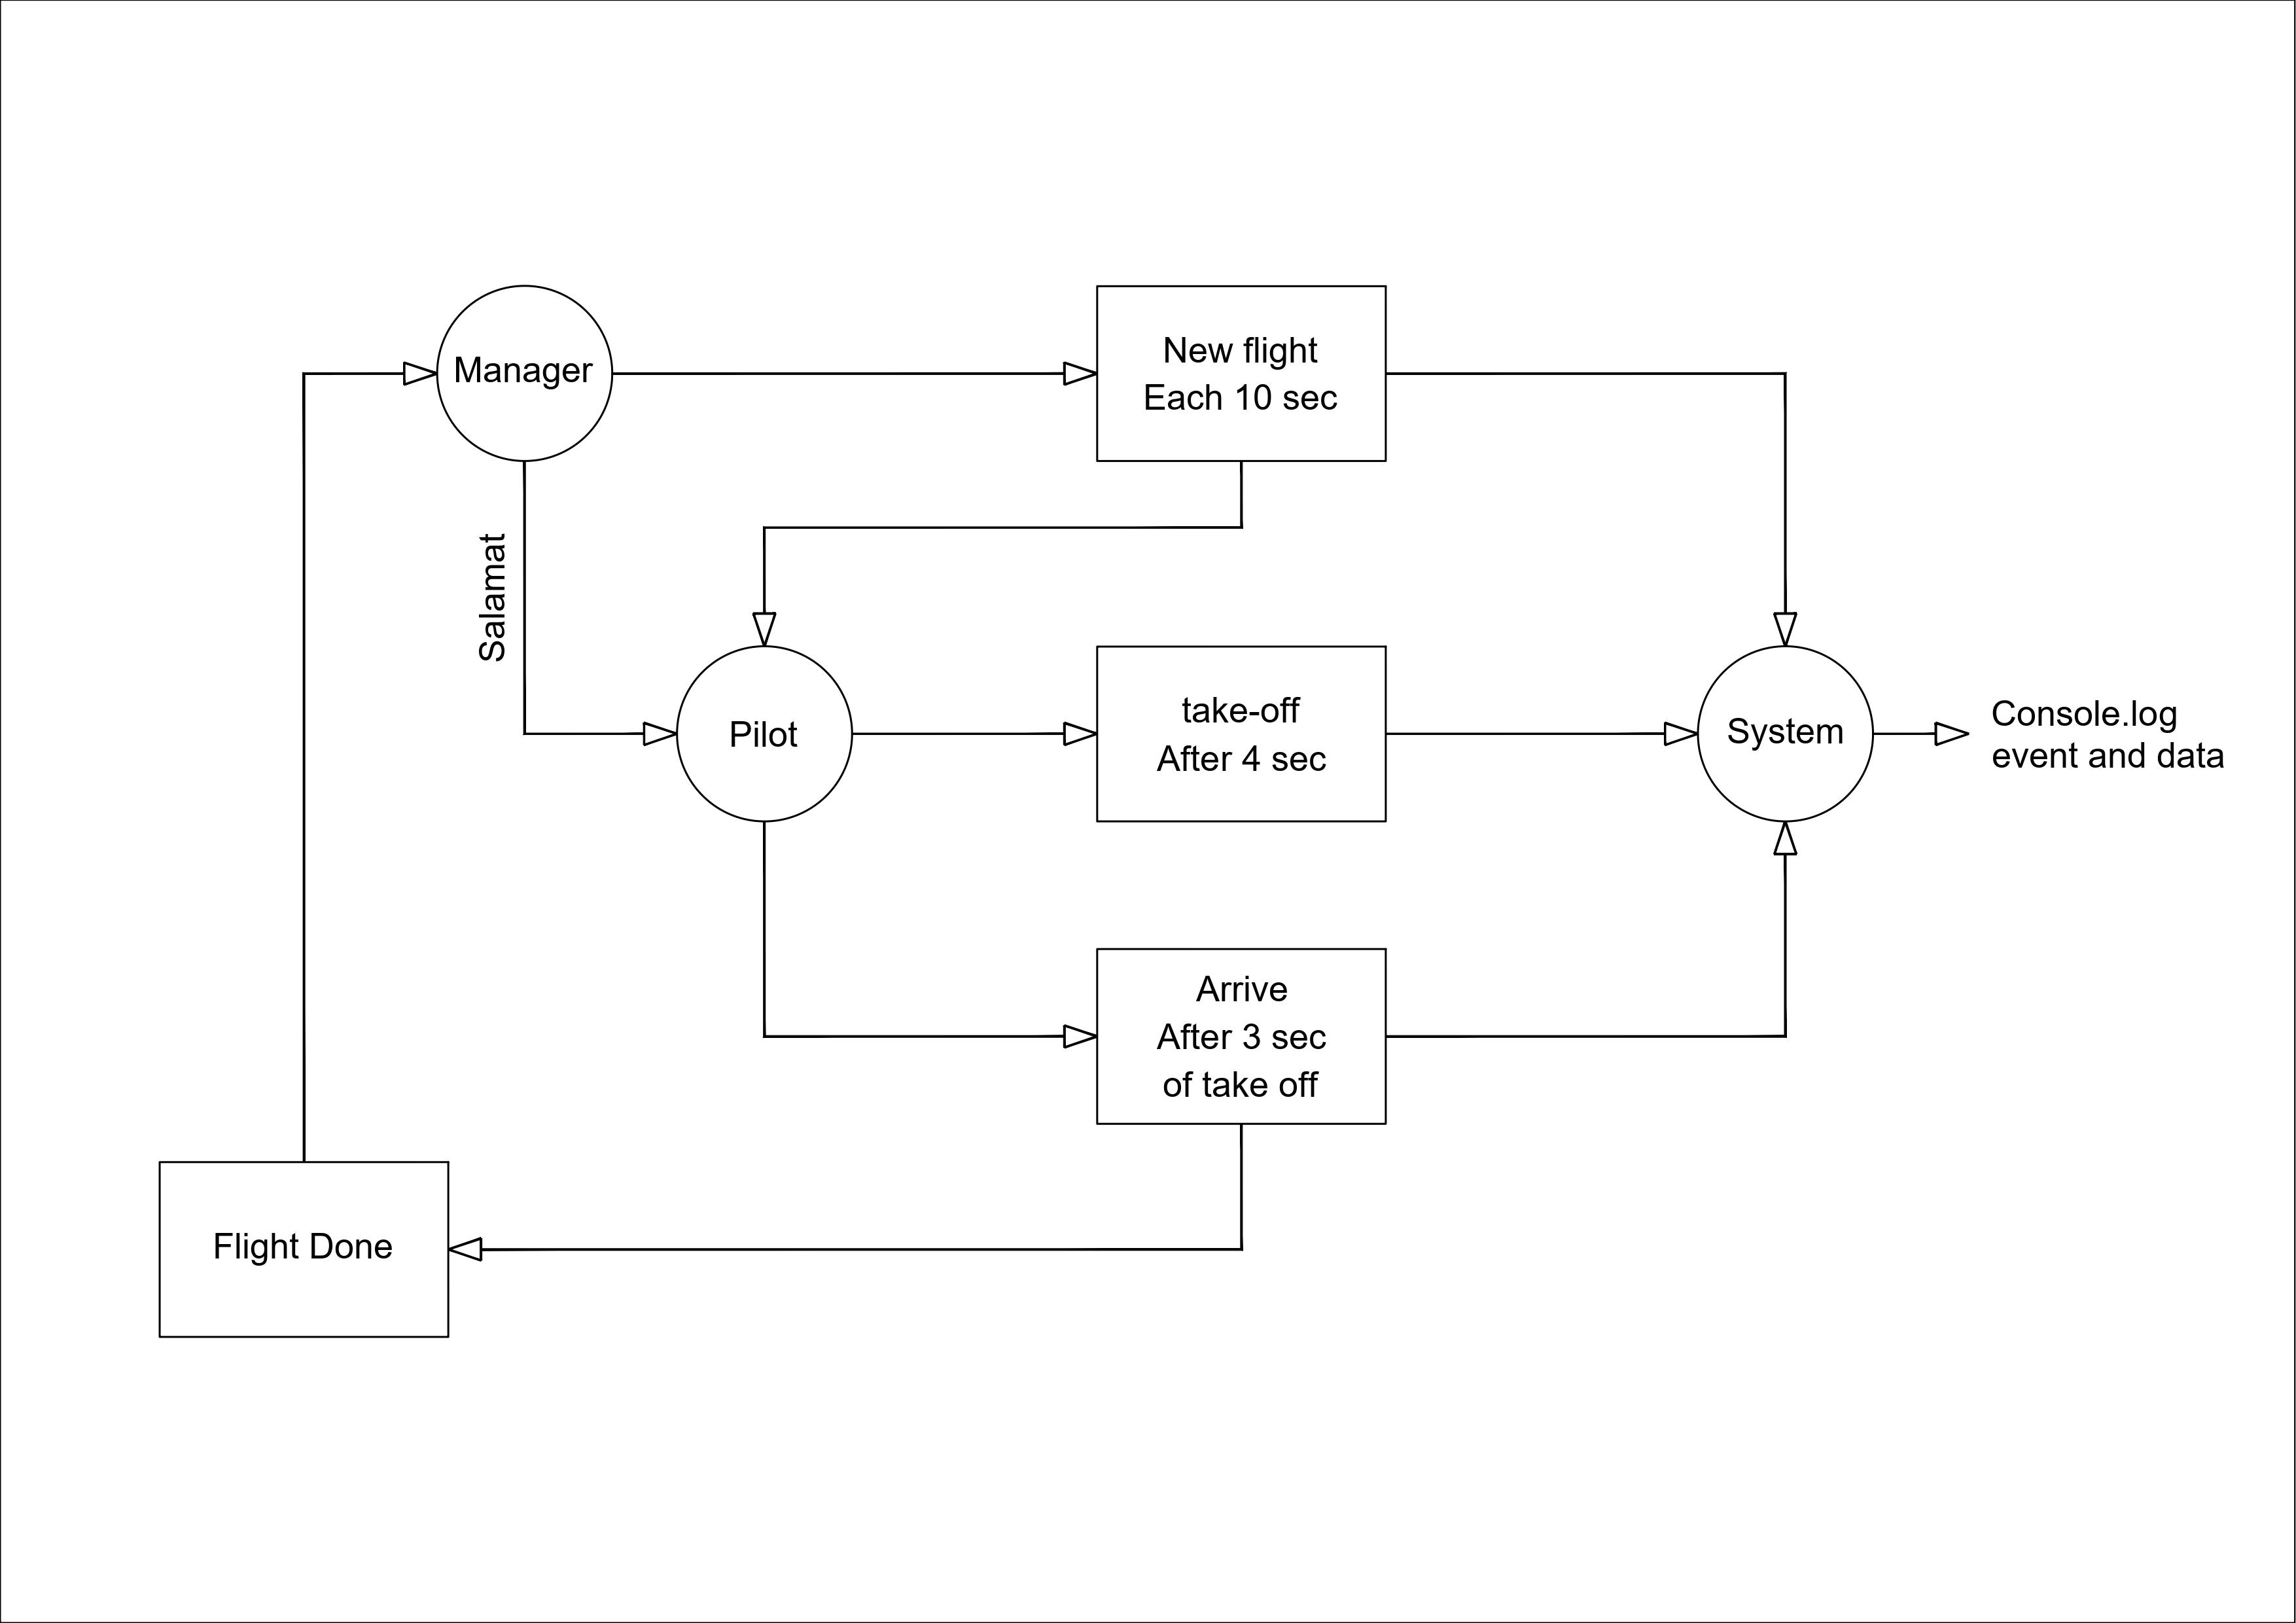 Manager
New flight
Each 10 sec
Salamat
Pilot
take-off
After 4 sec
System
Console.log
event and data
Arrive
After 3 sec
of take off
Flight Done